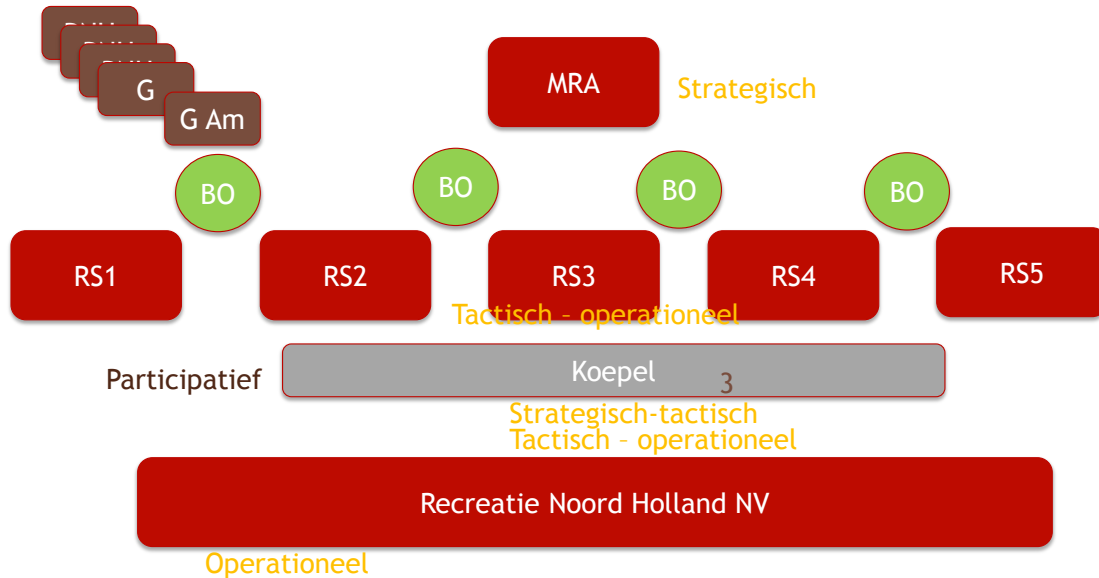 G
G Am
MRA
Strategisch
BO
BO
BO
BO
RS1
RS2
RS3
RS4
RS5
Tactisch – operationeel
Participatief
Koepel
3
Strategisch-tactisch
Tactisch – operationeel
Recreatie Noord Holland NV
Operationeel